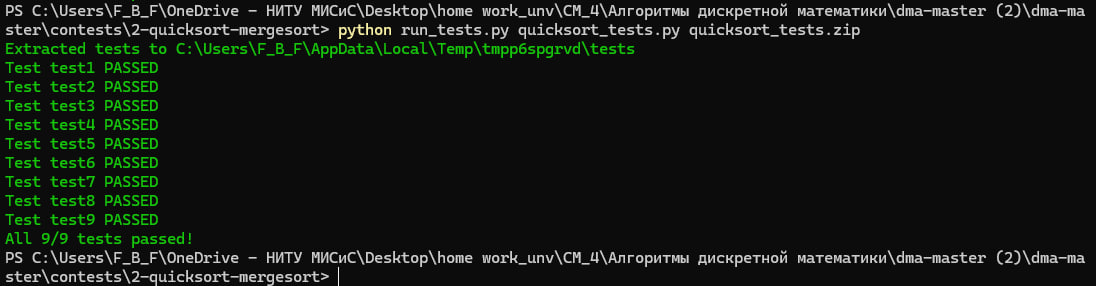 PS C:\Users\F_B_F\OneDrive - НИТУ МИСиС\Desktop\home work_unv\CM_4\Алгоритмы дискретной математики\dma-master (2)\dma-ma
ster\contests\2-quicksort-mergesort> python run_tests.py quicksort_tests.py quicksort_tests.zip
Extracted tests to C:\Users\F_B_F\AppData\Local\Temp\tmpp6spgrvd\tests
Test test1 PASSED
Test test2 PASSED
Test test3 PASSED
Test test4 PASSED
Test test5 PASSED
Test test6 PASSED
Test test7 PASSED
Test test8 PASSED
Test test9 PASSED
All 9/9 tests passed!
PS C:\Users\F_B_F\OneDrive - НИТУ МИСиС\Desktop\home work_unv\CM_4\Алгоритмы дискретной математики\dma-master (2)\dma-ma
ster\contests\2-quicksort-mergesort>